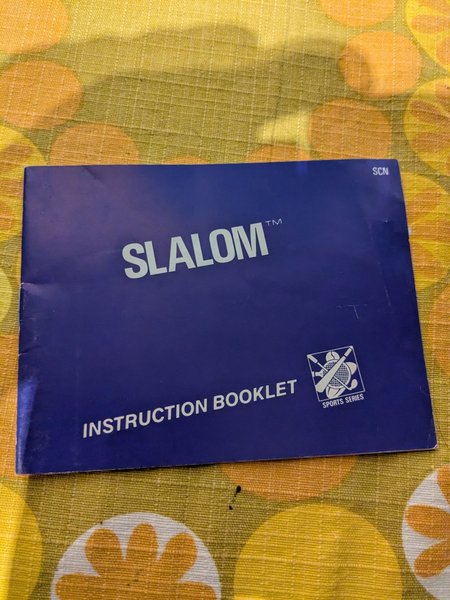 SCN
SLALOM™
INSTRUCTION BOOKLET
SPORTS SERIES